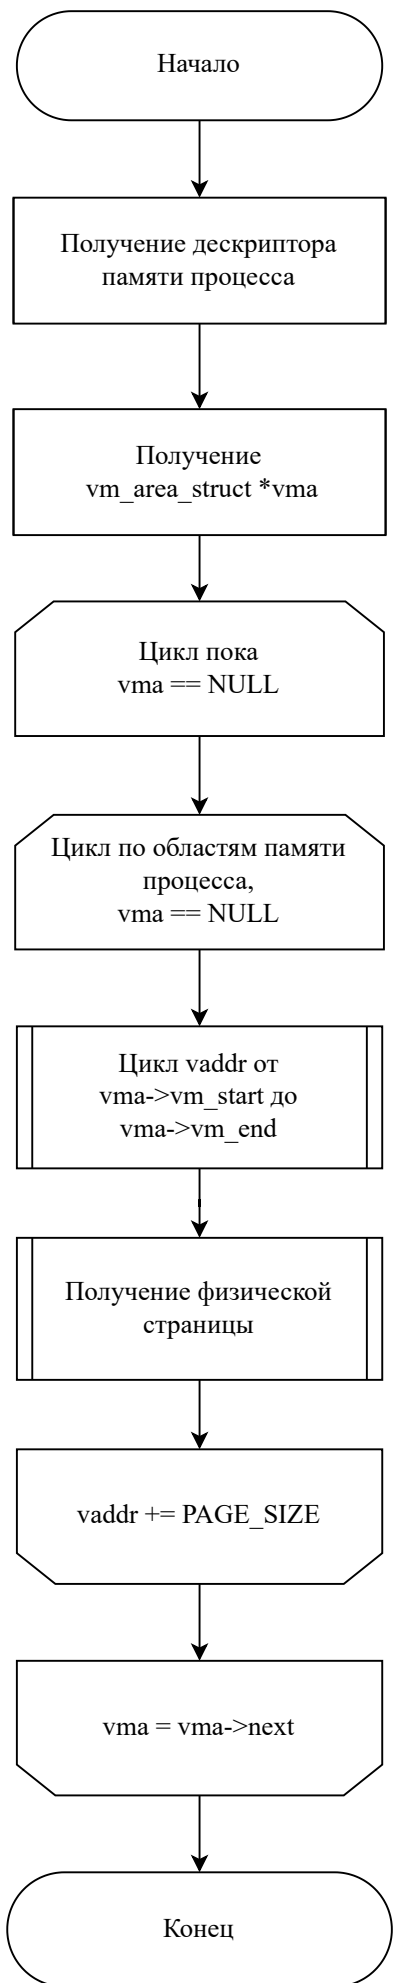 Начало
Получение дескриптора
памяти процесса
Получение
vm_area_struct *vma
Цикл пока
vma == NULL
Цикл по областям памяти
процесса,
vma == NULL
Цикл vaddr от
vma->vm_start до
vma->vm_end
Получение физической
страницы
vaddr += PAGE_SIZE
vma = vma->next
Конец